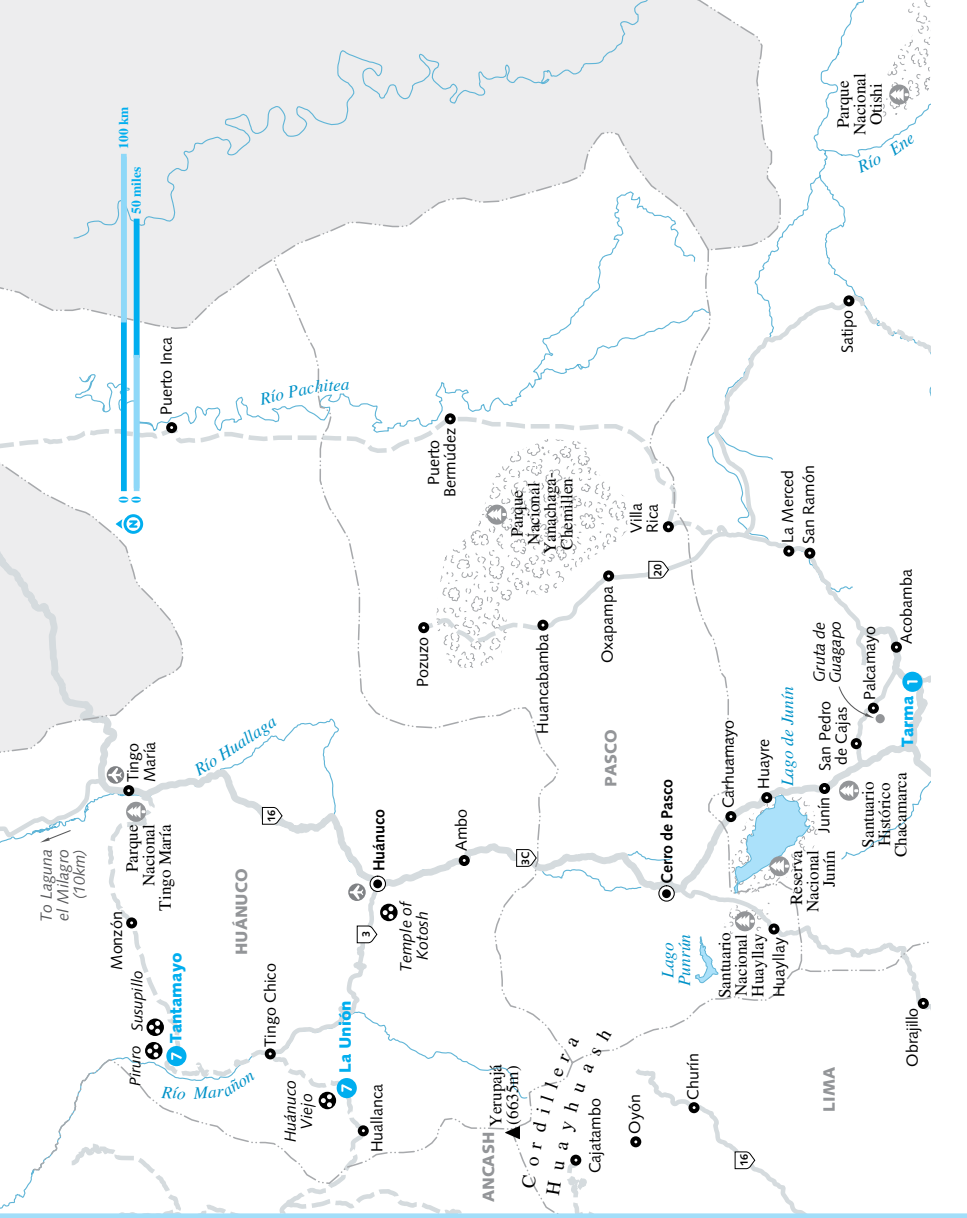 0
100 km
0
50 miles
N
Puerto Inca
Río Pachitea
Puerto
Bermúdez
Parque
Nacional
Yanachaga-
Chemillen
Villa
Rica
Pozuzo
Oxapampa
Huancabamba
20
PASCO
Parque
Nacional
Otishi
Río Ene
Satipo
La Merced
San Ramón
Gruta de
Guagapo
Palcamayo
Acobamba
Tarma 1
San Pedro
de Cajas
Lago de Junín
Huayre
Carhuamayo
Junín
Santuario
Histórico
Chacamarca
Reserva
Nacional
Junín
Cerro de Pasco
Santuario
Nacional
Huayllay
Huayllay
Lago
Punrún
Obrajillo
LIMA
Churín
Oyón
Cajatambo
16
Cordillera
Huayhuash
Yerupajá
(6635m)
ANCASH
To Laguna
el Milagro
(10km)
Tingo
María
Parque
Nacional
Tingo María
Río Huallaga
16
Monzón
HUÁNUCO
Huánuco
Temple of
Kotosh
3
Ambo
3C
Piruro
Susupillo
7 Tantamayo
Río Marañon
Tingo Chico
Huánuco
Viejo
7 La Unión
Huallanca